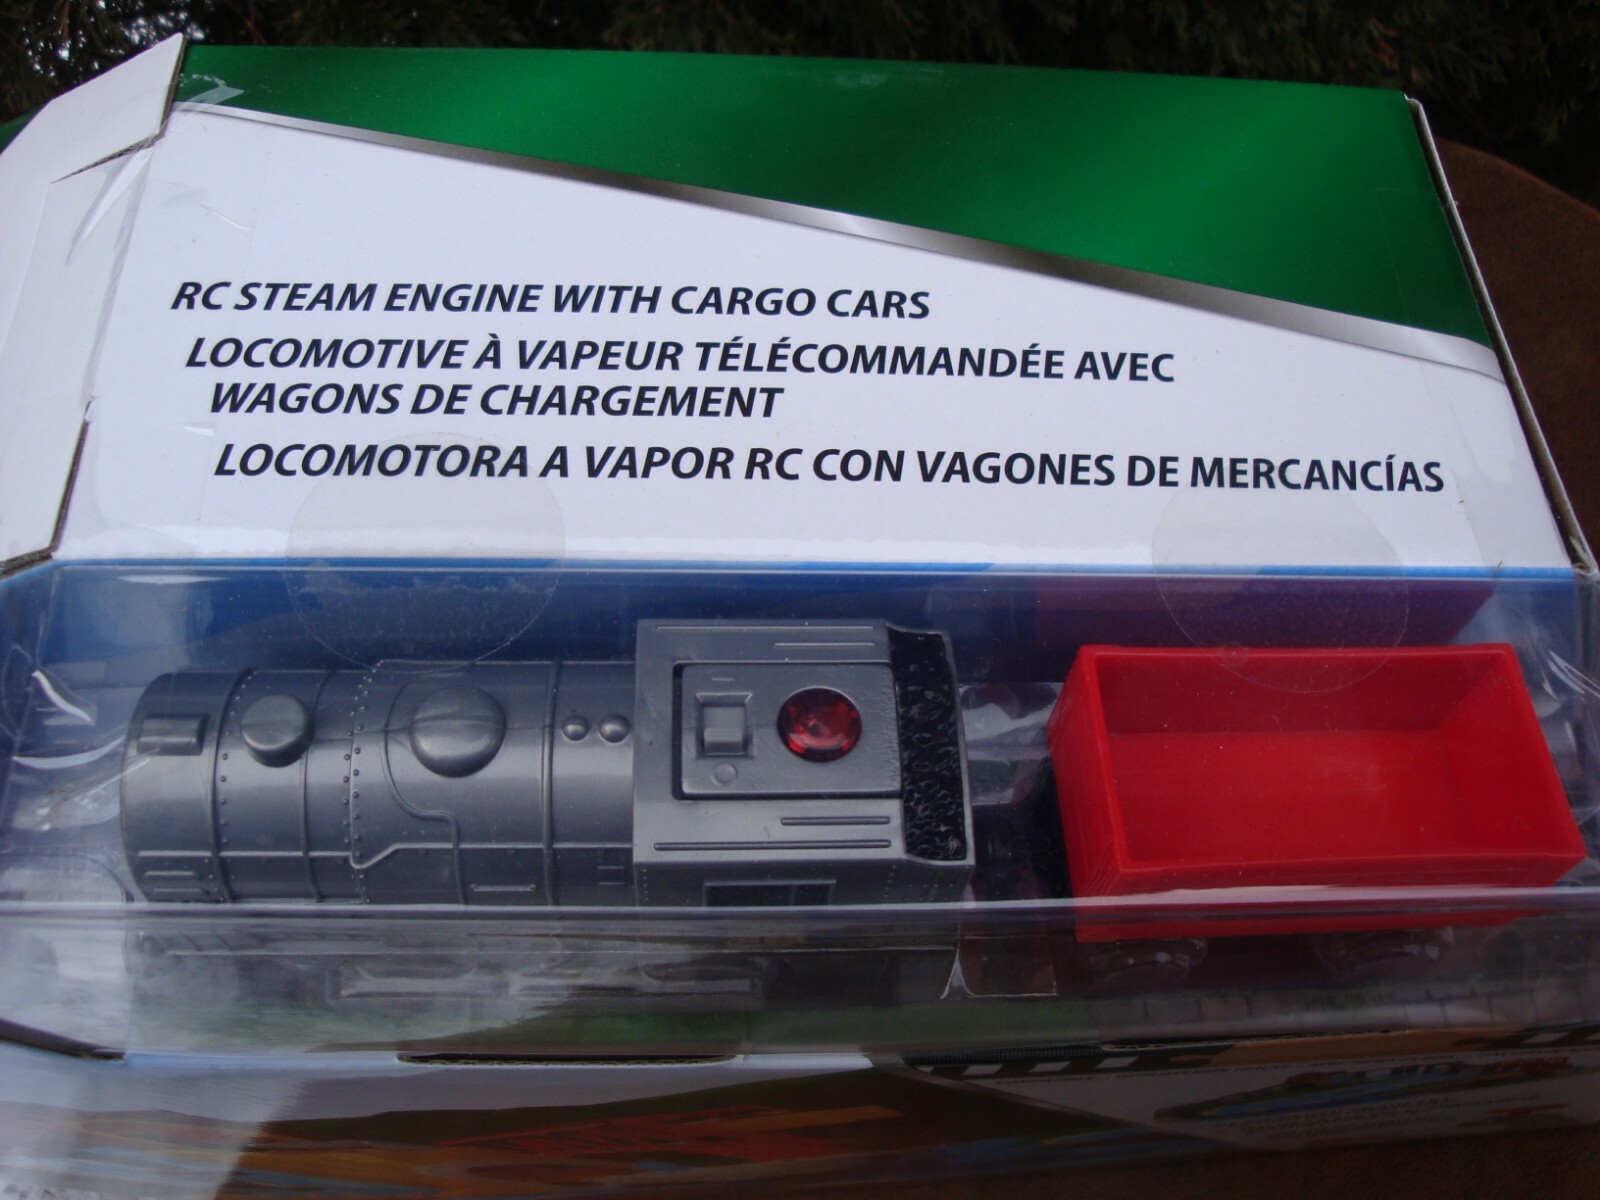 RC STEAM ENGINE WITH CARGO CARS
LOCOMOTIVE À VAPEUR TÉLÉCOMMANDÉE AVEC
WAGONS DE CHARGEMENT
LOCOMOTORA A VAPOR RC CON VAGONES DE MERCANCÍAS